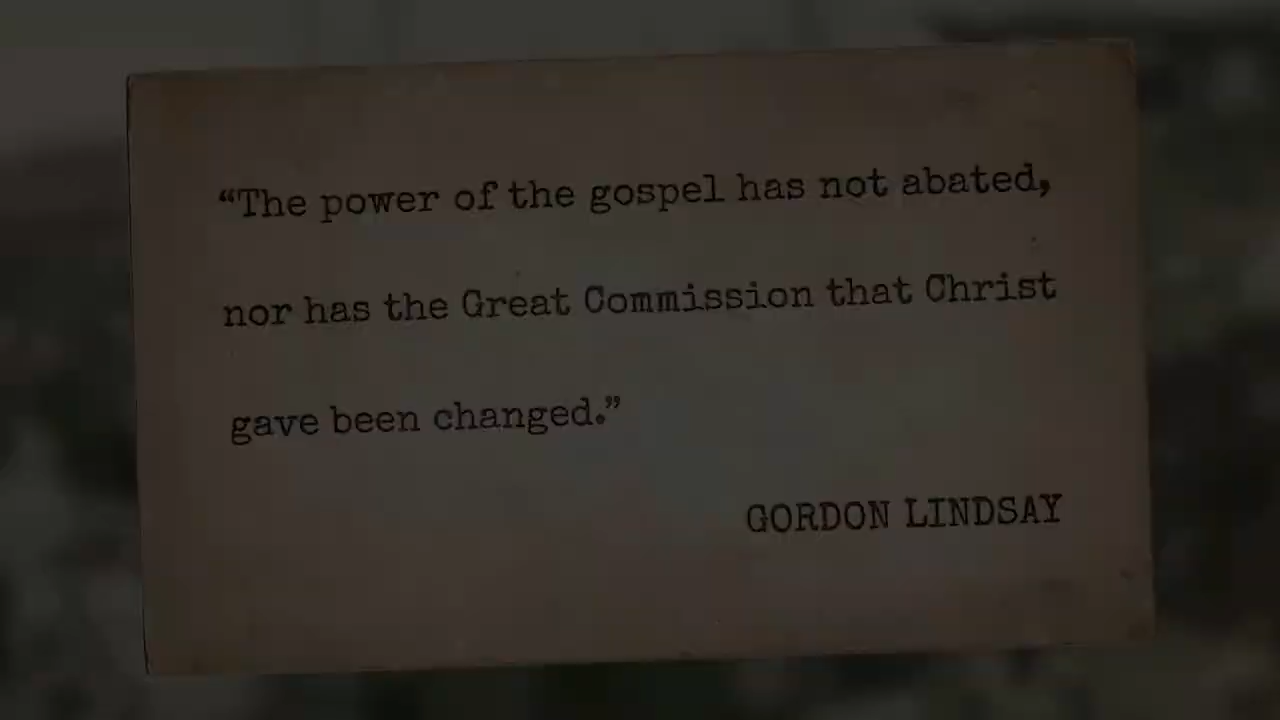 “The power of the gospel has not abated,
nor has the Great Commission that Christ
gave been changed.”
GORDON LINDSAY